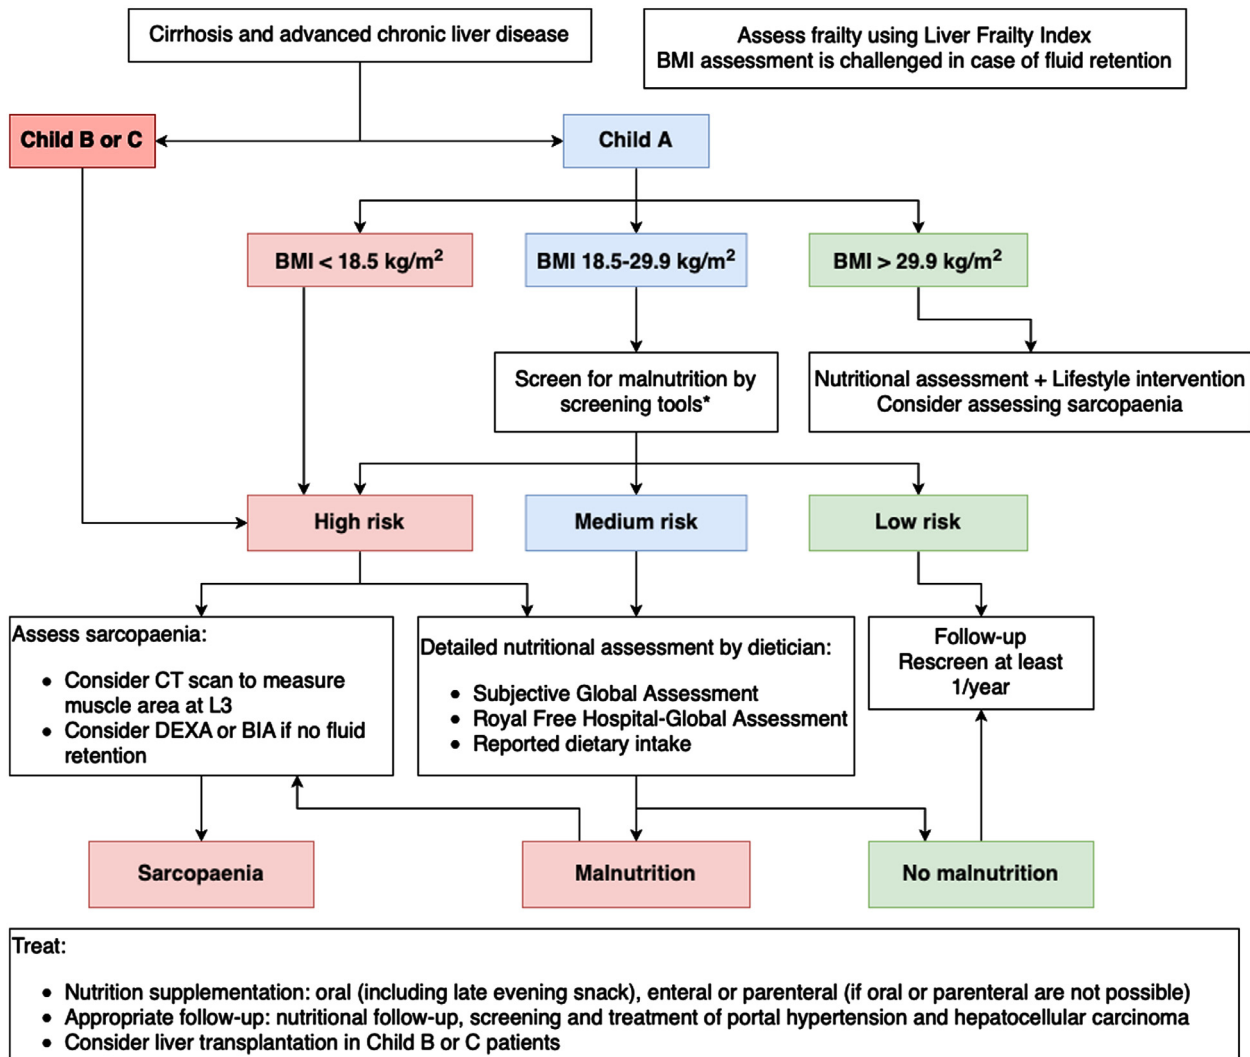 Cirrhosis and advanced chronic liver disease
Assess frailty using Liver Frailty Index
BMI assessment is challenged in case of fluid retention
Child B or C
Child A
BMI < 18.5 kg/m²
BMI 18.5-29.9 kg/m²
BMI > 29.9 kg/m²
Screen for malnutrition by
screening tools*
Nutritional assessment + Lifestyle intervention
Consider assessing sarcopaenia
High risk
Medium risk
Low risk
Assess sarcopaenia:
• Consider CT scan to measure
muscle area at L3
• Consider DEXA or BIA if no fluid
retention
Detailed nutritional assessment by dietician:
• Subjective Global Assessment
• Royal Free Hospital-Global Assessment
• Reported dietary intake
Follow-up
Rescreen at least
1/year
Sarcopaenia
Malnutrition
No malnutrition
Treat:
• Nutrition supplementation: oral (including late evening snack), enteral or parenteral (if oral or parenteral are not possible)
• Appropriate follow-up: nutritional follow-up, screening and treatment of portal hypertension and hepatocellular carcinoma
• Consider liver transplantation in Child B or C patients